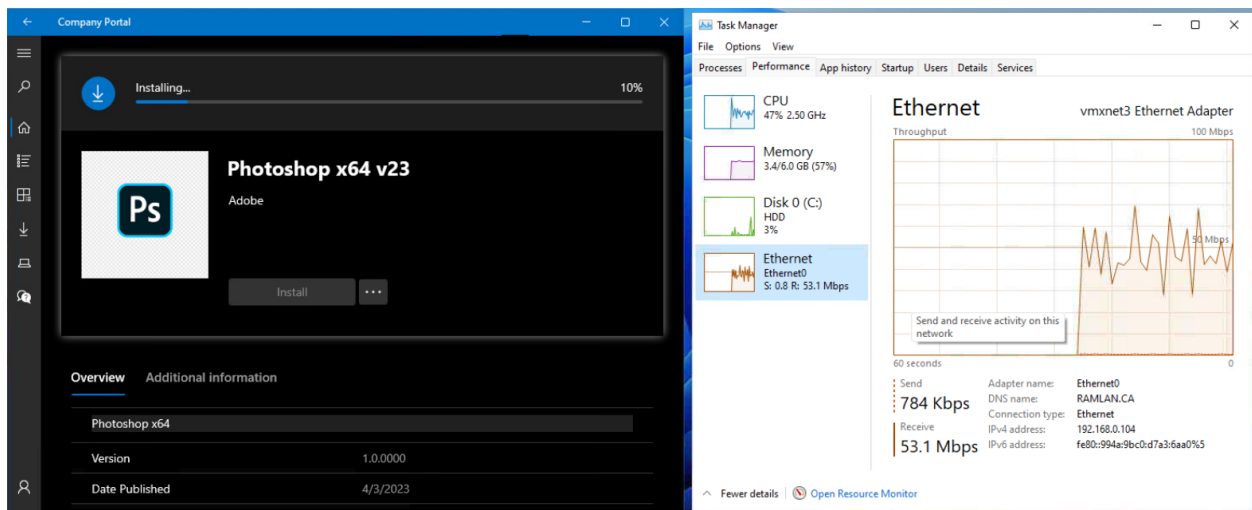 Company Portal
Installing...
10%
Ps
Photoshop x64 v23
Adobe
Install
Overview
Additional information
Photoshop x64
Version
1.0.0000
Date Published
4/3/2023
Task Manager
File Options View
Processes Performance App history Startup Users Details Services
CPU
47% 2.50 GHz
Memory
3.4/6.0 GB (57%)
Disk 0 (C:)
HDD
3%
Ethernet
Ethernet0
S: 0.8 R: 53.1 Mbps
Ethernet
vmxnet3 Ethernet Adapter
Throughput
100 Mbps
50 Mbps
Send and receive activity on this
network
60 seconds
0
Send
784 Kbps
Receive
53.1 Mbps
Adapter name: Ethernet0
DNS name: RAMLAN.CA
Connection type: Ethernet
IPv4 address: 192.168.0.104
IPv6 address: fe80::994a:9bc0:d7a3:6aa0%5
Fewer details
Open Resource Monitor